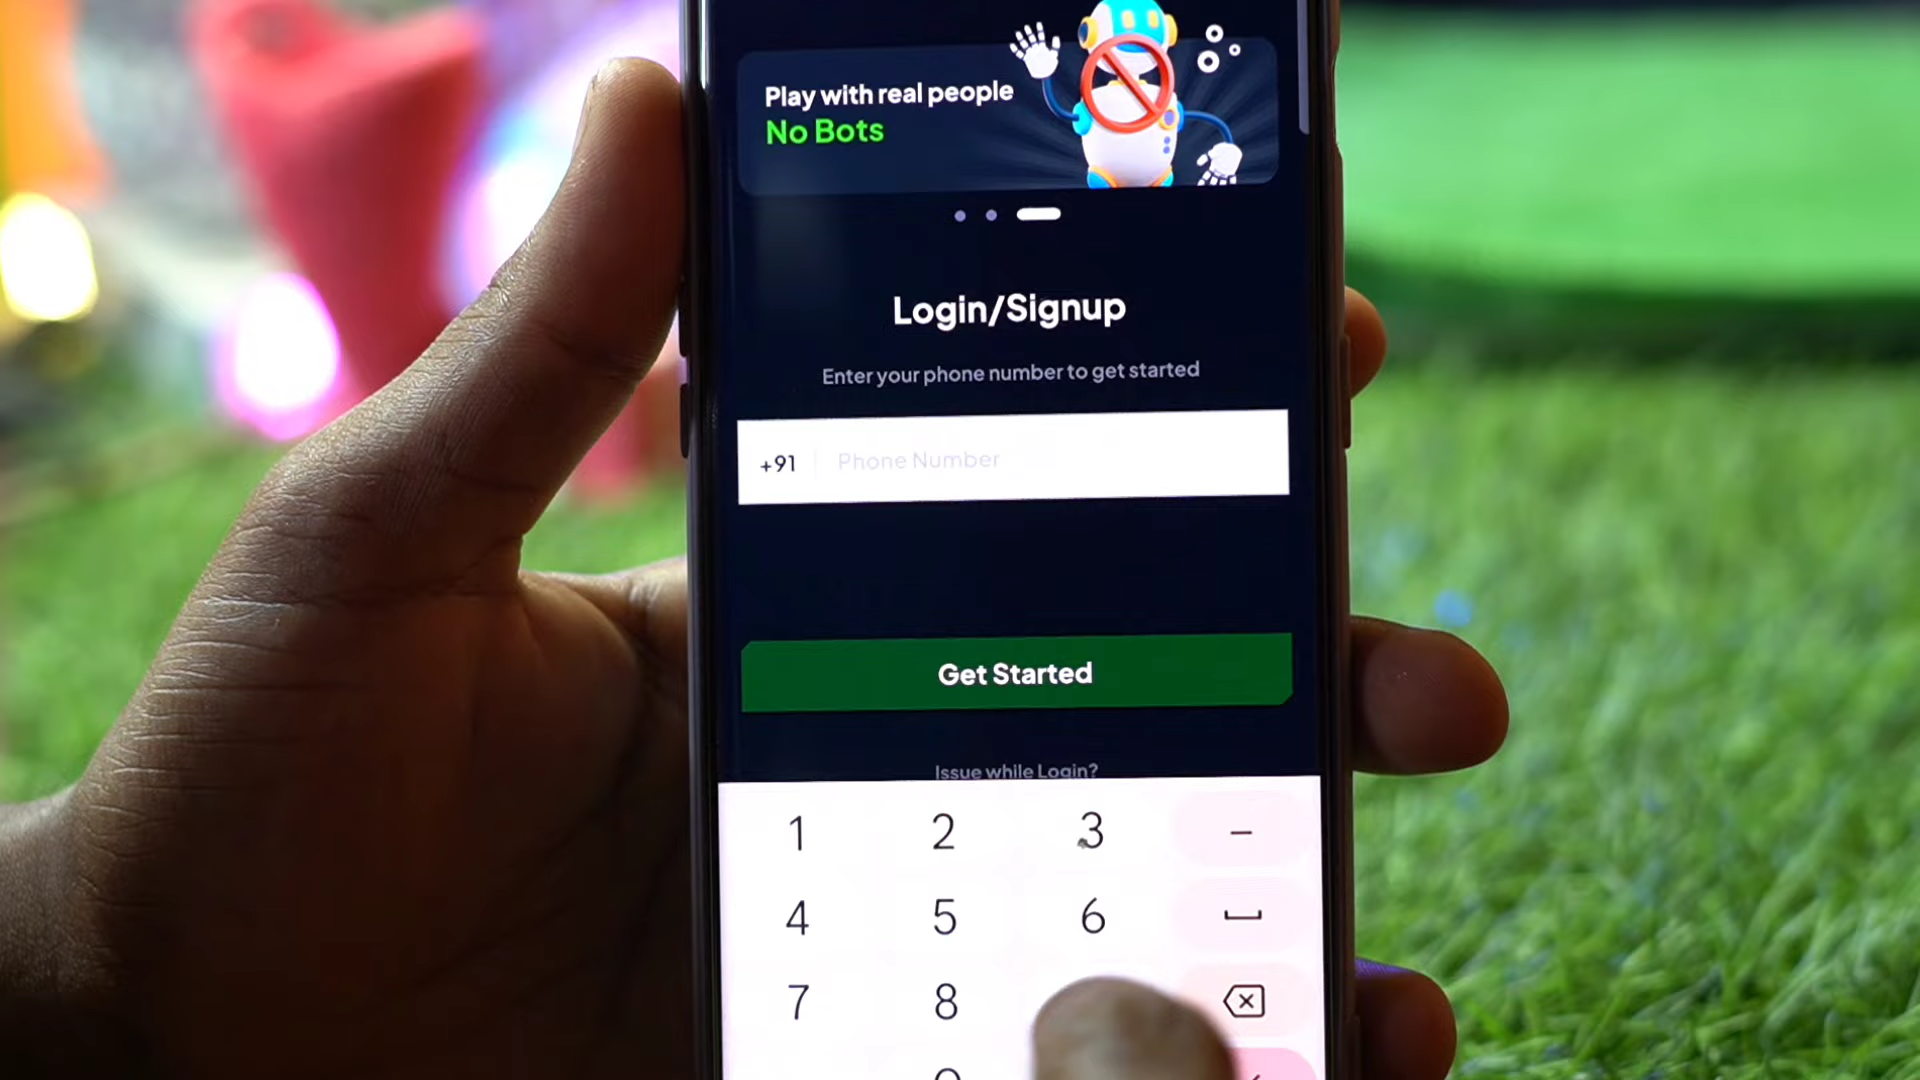 Play with real people
No Bots
Login/Signup
Enter your phone number to get started
+91 Phone Number
Get Started
Issue while Login?
1 2 3 –
4 5 6
7 8